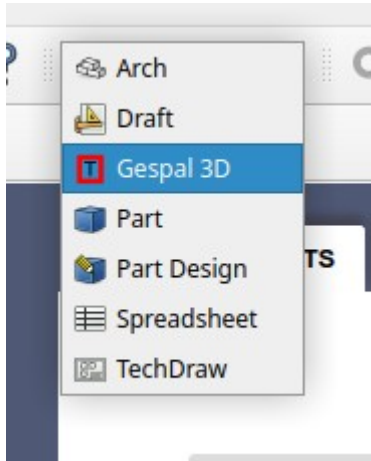 ?
Arch
Draft
T Gespal 3D
Part
Part Design
TS
Spreadsheet
TechDraw